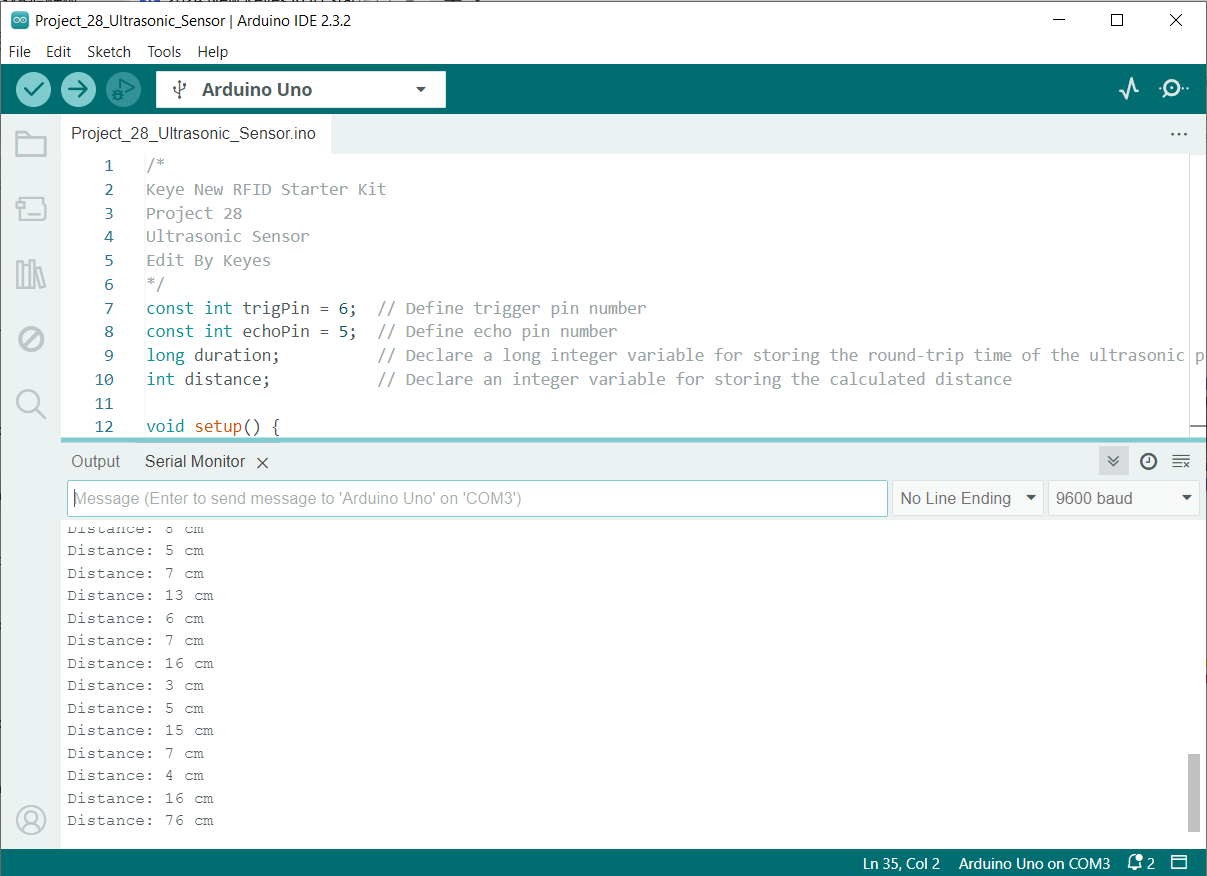 Project_28_Ultrasonic_Sensor | Arduino IDE 2.3.2
File Edit Sketch Tools Help
Arduino Uno
Project_28_Ultrasonic_Sensor.ino
1 /*
2 Keye New RFID Starter Kit
3 Project 28
4 Ultrasonic Sensor
5 Edit By Keyes
6 */
7 const int trigPin = 6;  // Define trigger pin number
8 const int echoPin = 5;  // Define echo pin number
9 long duration;          // Declare a long integer variable for storing the round-trip time of the ultrasonic p
10 int distance;           // Declare an integer variable for storing the calculated distance
11
12 void setup() {
Output Serial Monitor
Message (Enter to send message to 'Arduino Uno' on 'COM3')
No Line Ending
9600 baud
Distance: 8 cm
Distance: 5 cm
Distance: 7 cm
Distance: 13 cm
Distance: 6 cm
Distance: 7 cm
Distance: 16 cm
Distance: 3 cm
Distance: 5 cm
Distance: 15 cm
Distance: 7 cm
Distance: 4 cm
Distance: 16 cm
Distance: 76 cm
Ln 35, Col 2 Arduino Uno on COM3 2